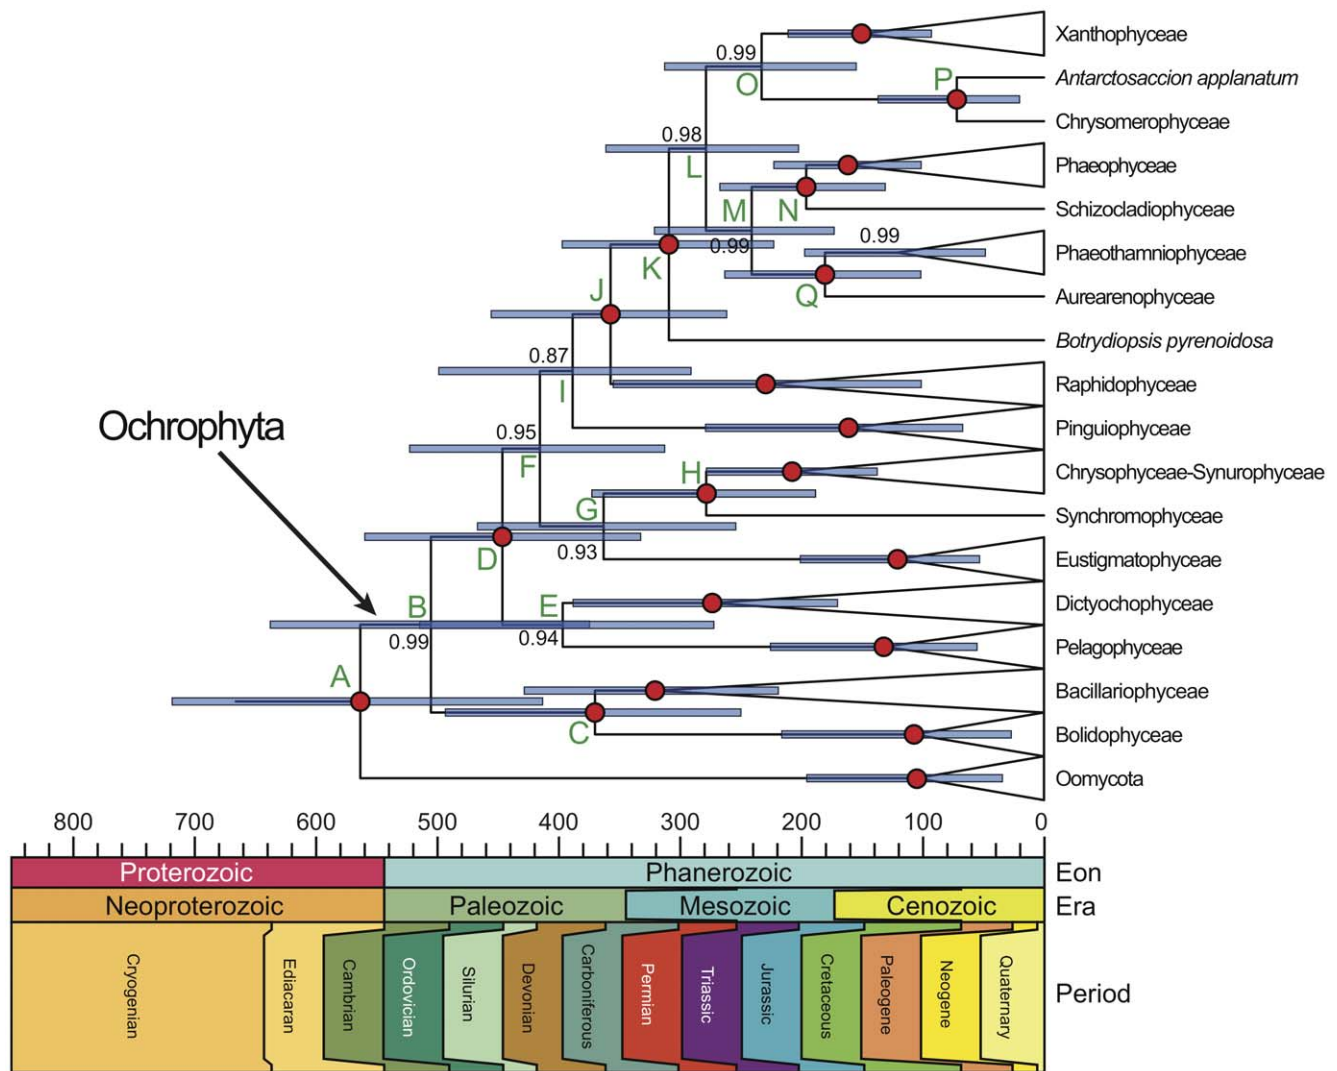 Xanthophyceae
0.99
O
P
Antarctosaccion applanatum
Chrysomerophyceae
0.98
L
Phaeophyceae
M
N
Schizocladiophyceae
0.99
0.99
Phaeothamniophyceae
K
Q
Aurearenophyceae
J
Botrydiopsis pyrenoidosa
0.87
I
Raphidophyceae
Ochrophyta
Pinguiophyceae
0.95
F
H
Chrysophyceae-Synurophyceae
G
Synchromophyceae
D
0.93
Eustigmatophyceae
B
E
Dictyochophyceae
0.99
0.94
Pelagophyceae
A
Bacillariophyceae
C
Bolidophyceae
Oomycota
800 700 600 500 400 300 200 100 0
Proterozoic Phanerozoic Eon
Neoproterozoic Paleozoic Mesozoic Cenozoic Era
Cryogenian Ediacaran Cambrian Ordovician Silurian Devonian Carboniferous Permian Triassic Jurassic Cretaceous Paleogene Neogene Quaternary Period